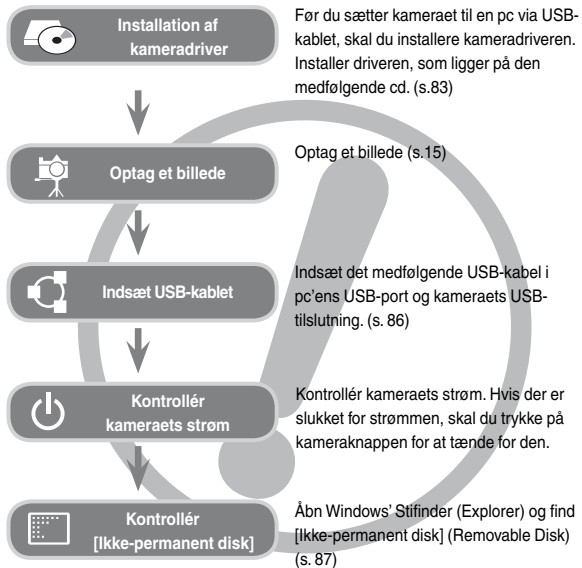 Installation af
kameradriver
Før du sætter kameraet til en pc via USB-
kablet, skal du installere kameradriveren.
Installer driveren, som ligger på den
medfølgende cd. (s.83)
Optag et billede
Optag et billede (s.15)
Indsæt USB-kablet
Indsæt det medfølgende USB-kabel i
pc'ens USB-port og kameraets USB-
tilslutning. (s. 86)
Kontrollér
kameraets strøm
Kontrollér kameraets strøm. Hvis der er
slukket for strømmen, skal du trykke på
kameraknappen for at tænde for den.
Kontrollér
[Ikke-permanent disk]
Åbn Windows' Stifinder (Explorer) og find
[Ikke-permanent disk] (Removable Disk)
(s. 87)